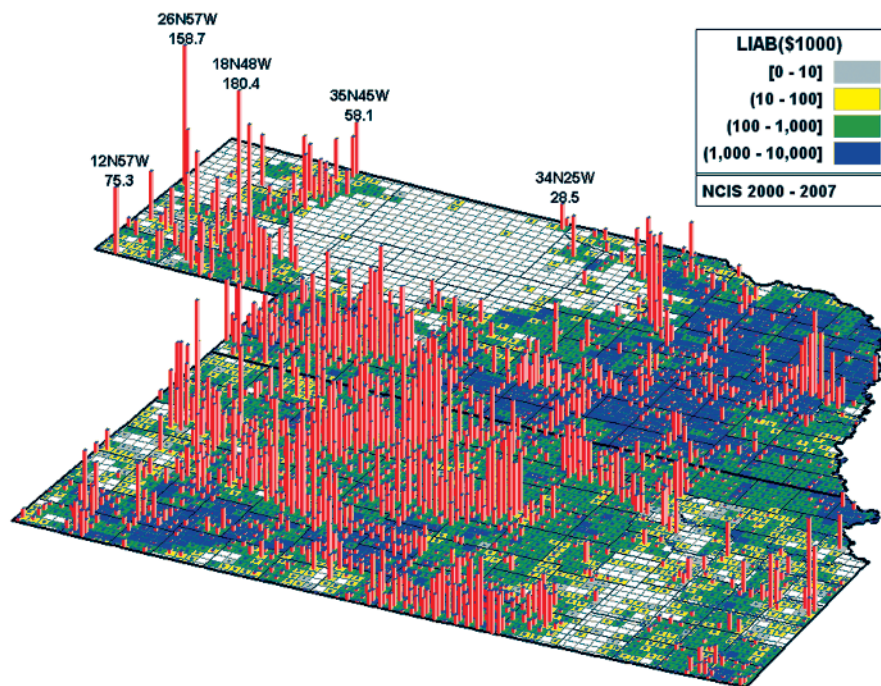 26N57W
158.7
18N48W
180.4
35N45W
58.1
12N57W
75.3
34N25W
28.5
LIAB($1000)
[0 - 10]
(10 - 100]
(100 - 1,000]
(1,000 - 10,000]
NCIS 2000 - 2007